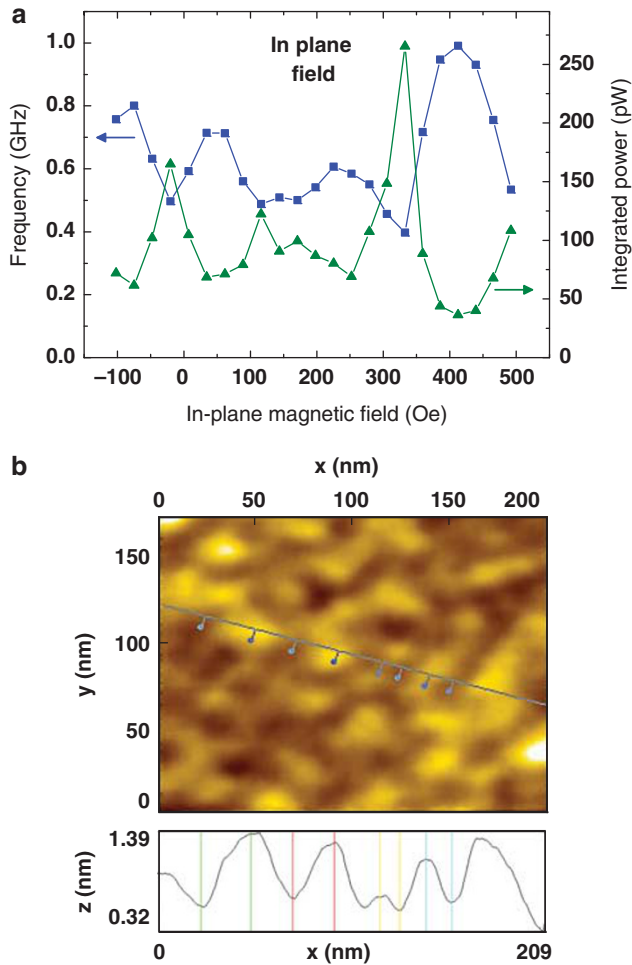 a
In plane
field
Frequency (GHz)
1.0
0.8
0.6
0.4
0.2
0.0
Integrated power (pW)
250
200
150
100
50
0
–100 0 100 200 300 400 500
In-plane magnetic field (Oe)
b
x (nm)
0 50 100 150 200
y (nm)
150
100
50
0
z (nm)
1.39
0.32
0 x (nm) 209